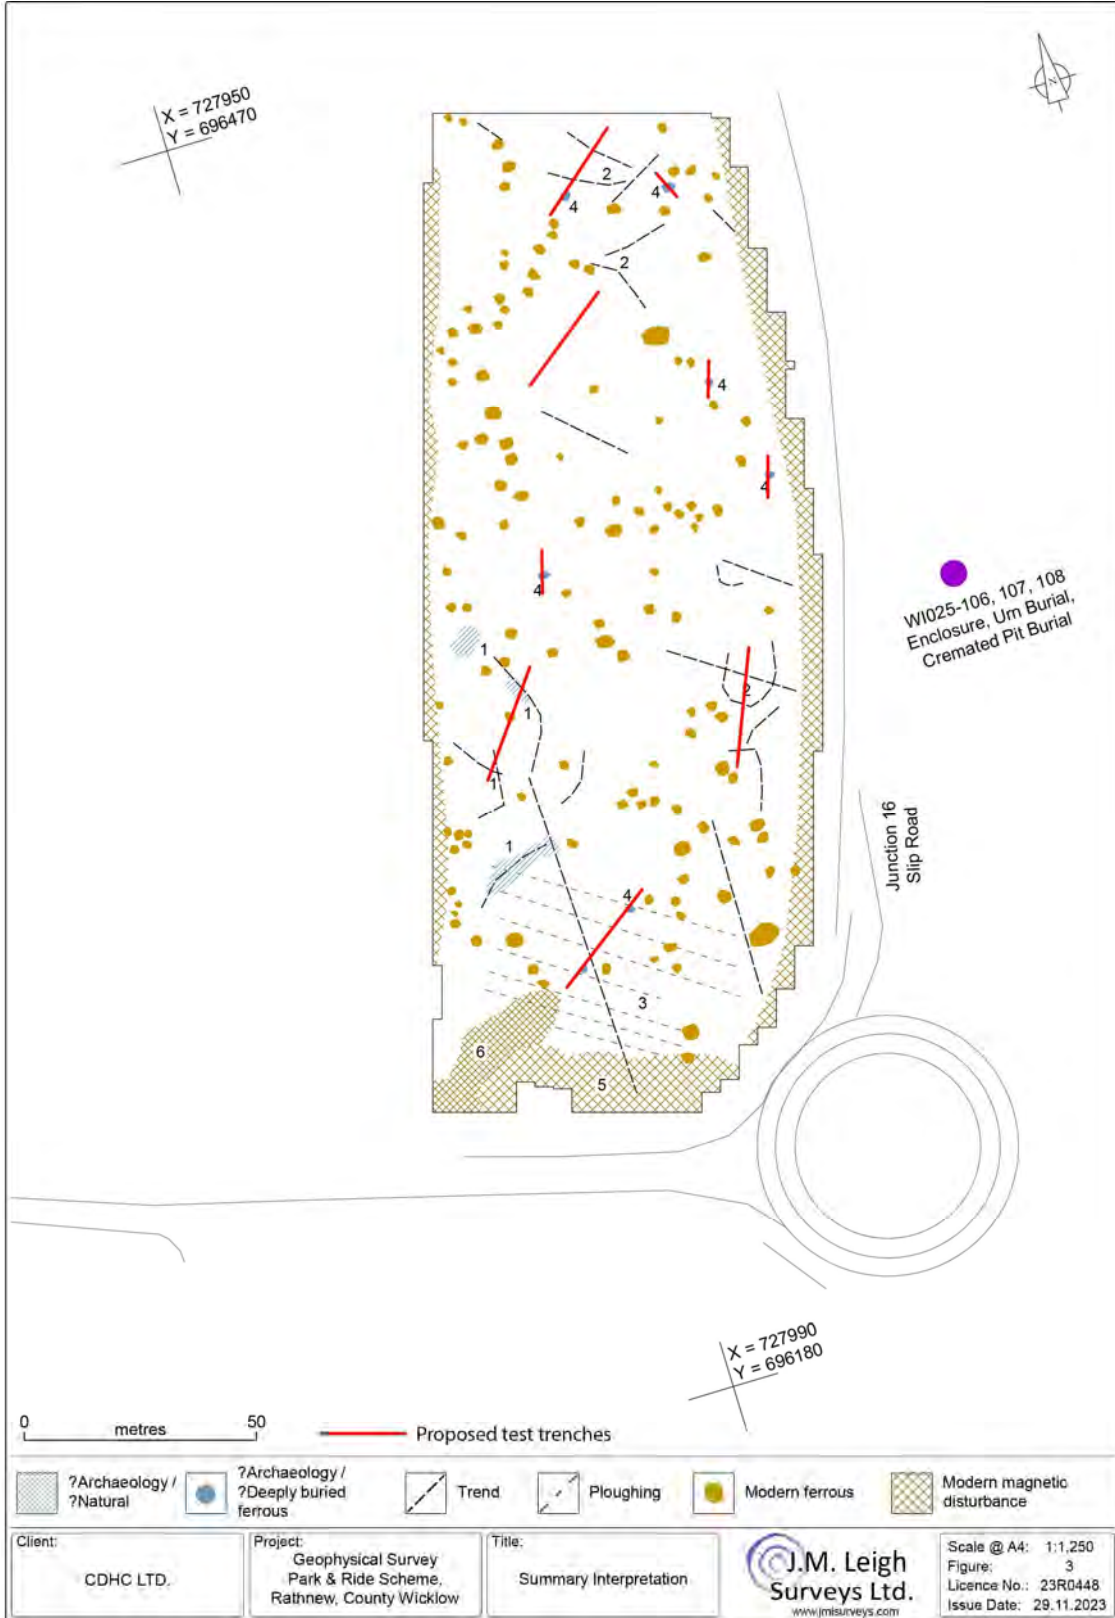 N
X = 727950
Y = 696470
2
4
4
2
4
4
4
WI025-106, 107, 108
Enclosure, Urn Burial,
Cremated Pit Burial
1
2
1
1
Junction 16
Slip Road
1
4
3
6
5
X = 727990
Y = 696180
0 metres 50
Proposed test trenches
?Archaeology /
?Natural
?Archaeology /
?Deeply buried
ferrous
Trend
Ploughing
Modern ferrous
Modern magnetic
disturbance
Client:
CDHC LTD.
Project:
Geophysical Survey
Park & Ride Scheme,
Rathnew, County Wicklow
Title:
Summary Interpretation
J.M. Leigh
Surveys Ltd.
www.jmlsurveys.com
Scale @ A4: 1:1,250
Figure: 3
Licence No.: 23R0448
Issue Date: 29.11.2023